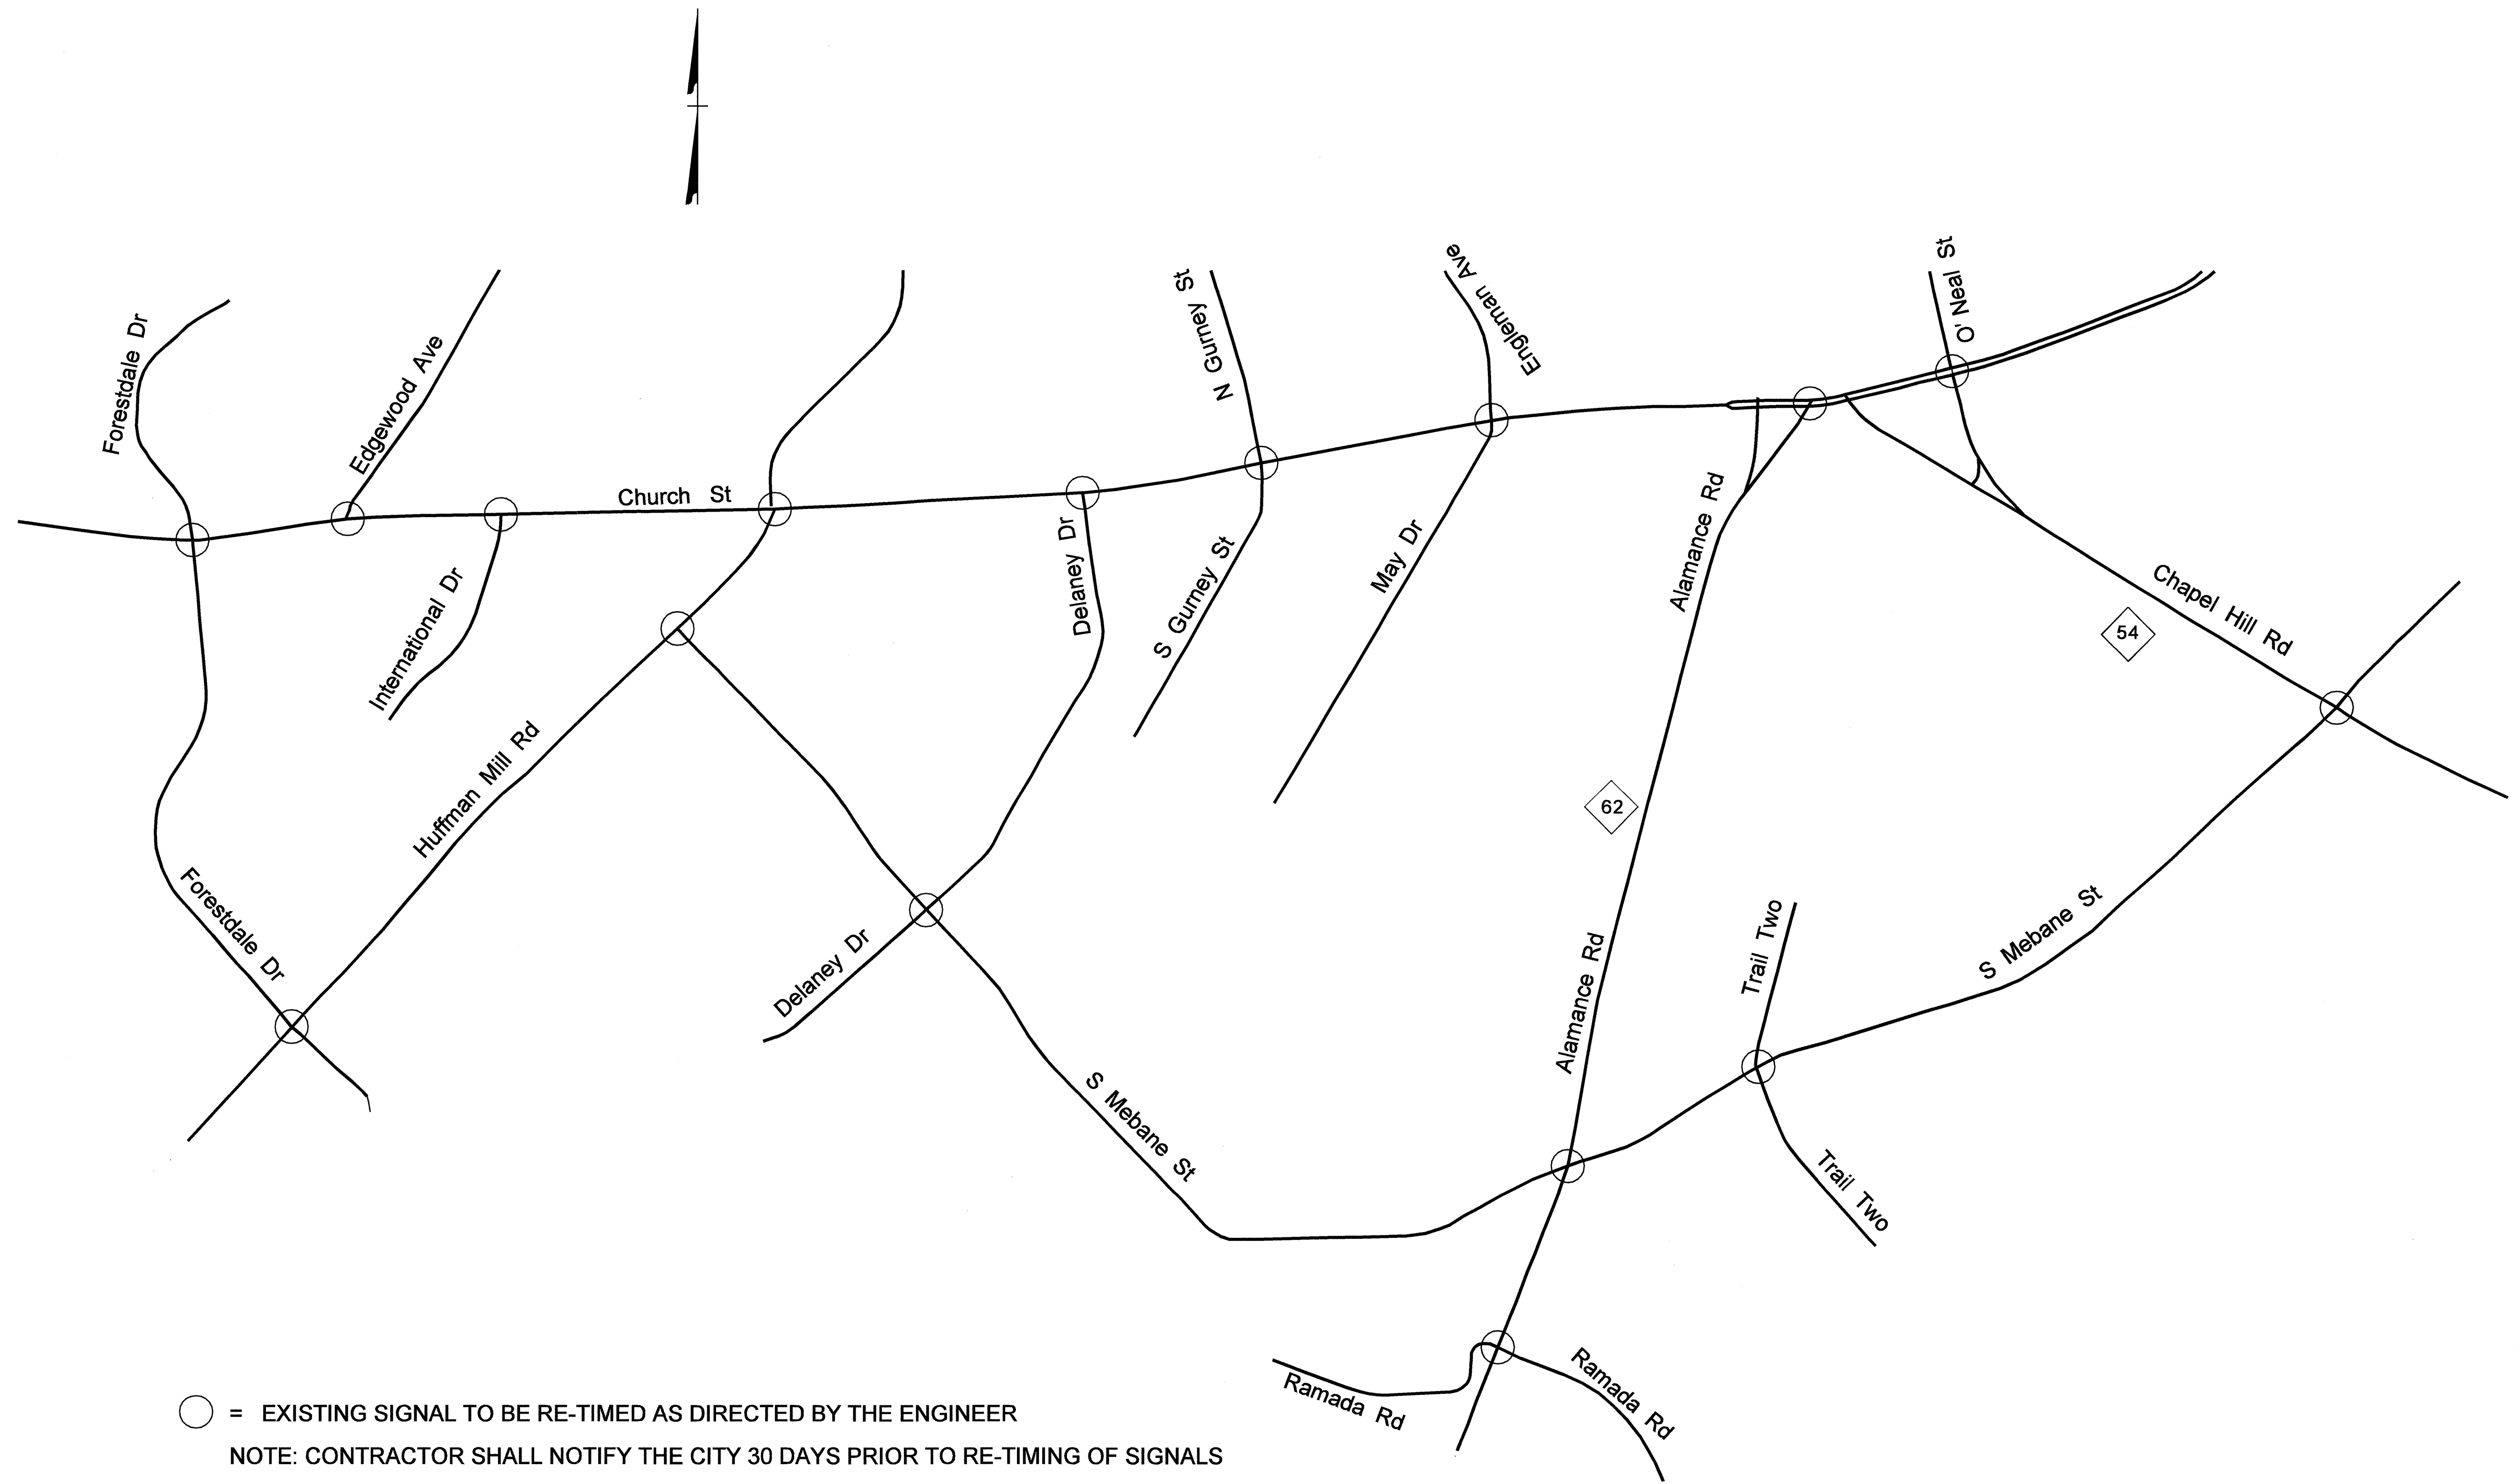 Forestdale Dr
Edgewood Ave
N Gurney St
Engleman Ave
O' Neal St
Church St
International Dr
Delaney Dr
S Gurney St
May Dr
Alamance Rd
Chapel Hill Rd
54
Huffman Mill Rd
62
Forestdale Dr
Delaney Dr
Alamance Rd
Trail Two
S Mebane St
S Mebane St
Trail Two
Ramada Rd
Ramada Rd
= EXISTING SIGNAL TO BE RE-TIMED AS DIRECTED BY THE ENGINEER
NOTE: CONTRACTOR SHALL NOTIFY THE CITY 30 DAYS PRIOR TO RE-TIMING OF SIGNALS